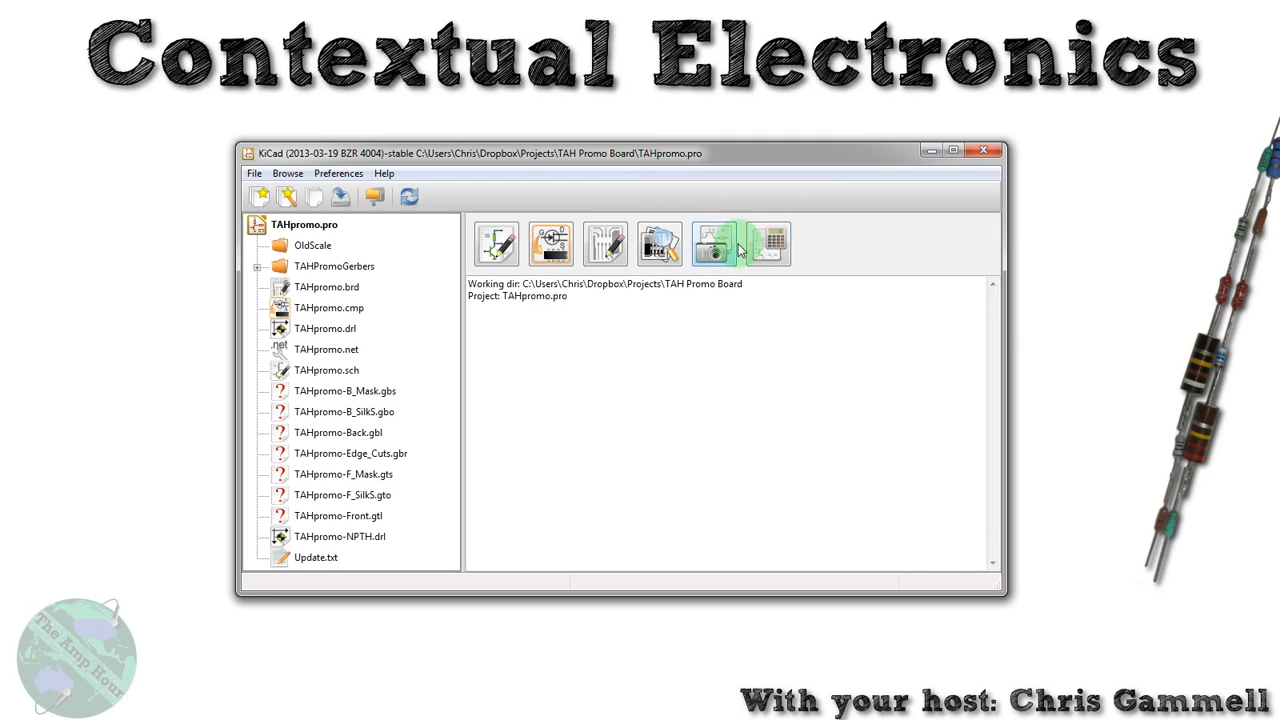 Contextual Electronics
KiCad (2013-03-19 BZR 4004)-stable C:\Users\Chris\Dropbox\Projects\TAH Promo Board\TAHpromo.pro
File Browse Preferences Help
TAHpromo.pro
OldScale
TAHPromoGerbers
TAHpromo.brd
TAHpromo.cmp
TAHpromo.drl
.net TAHpromo.net
TAHpromo.sch
TAHpromo-B_Mask.gbs
TAHpromo-B_SilkS.gbo
TAHpromo-Back.gbl
TAHpromo-Edge_Cuts.gbr
TAHpromo-F_Mask.gts
TAHpromo-F_SilkS.gto
TAHpromo-Front.gtl
TAHpromo-NPTH.drl
Update.txt
Working dir: C:\Users\Chris\Dropbox\Projects\TAH Promo Board
Project: TAHpromo.pro
The Amp Hour
With your host: Chris Gammell